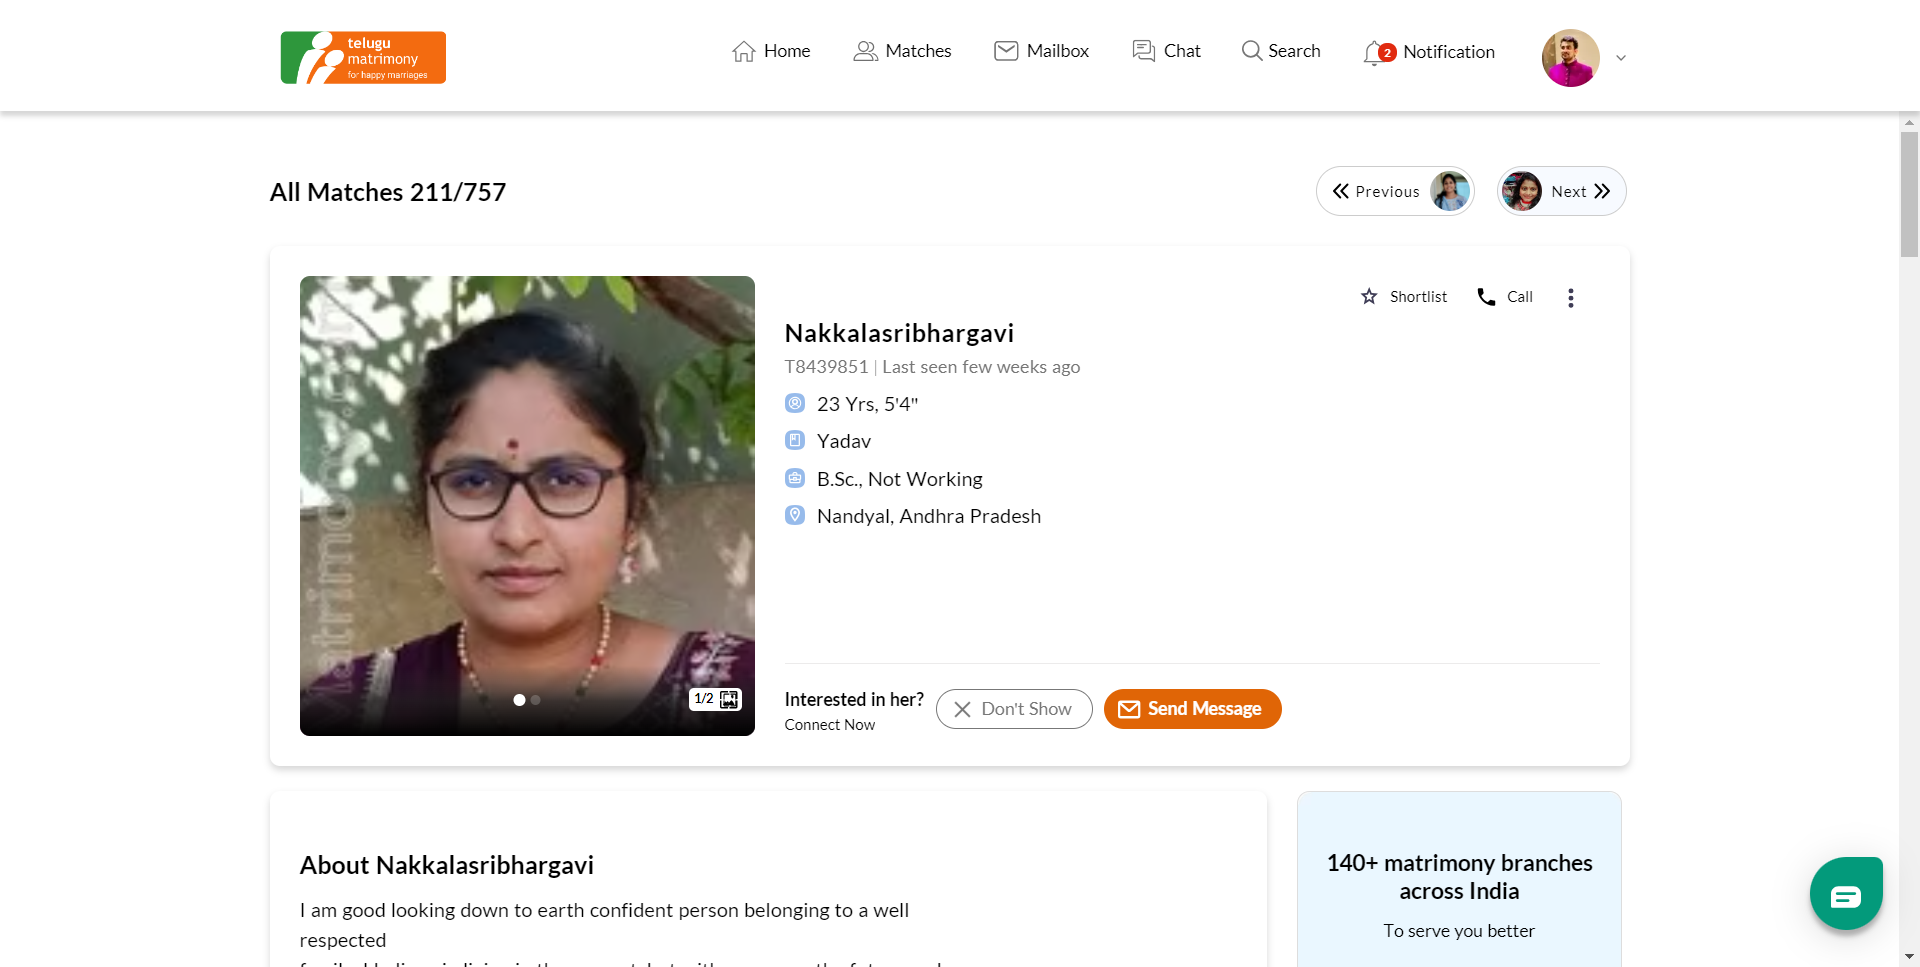 telugu
matrimony
for happy marriages
Home
Matches
Mailbox
Chat
Search
2
Notification
All Matches 211/757
Previous
Next
Shortlist
Call
Nakkalasribhargavi
T8439851 | Last seen few weeks ago
23 Yrs, 5'4"
Yadav
B.Sc., Not Working
Nandyal, Andhra Pradesh
1/2
Interested in her?
Connect Now
Don't Show
Send Message
About Nakkalasribhargavi
I am good looking down to earth confident person belonging to a well
respected
140+ matrimony branches
across India
To serve you better